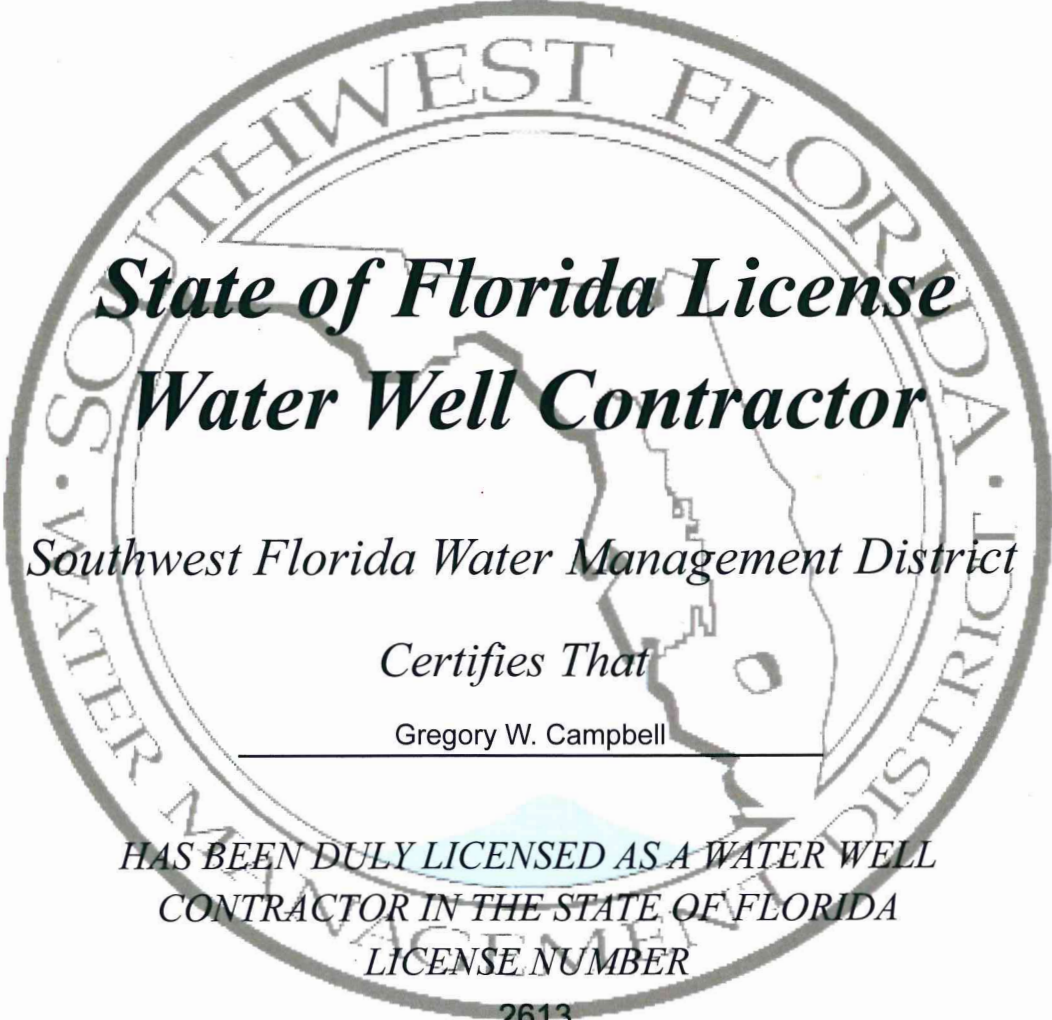 SOUTHWEST FLORIDA
State of Florida License
Water Well Contractor
Southwest Florida Water Management District
Certifies That
Gregory W. Campbell
HAS BEEN DULY LICENSED AS A WATER WELL
CONTRACTOR IN THE STATE OF FLORIDA
LICENSE NUMBER
2613
· WATER MANAGEMENT DISTRICT ·